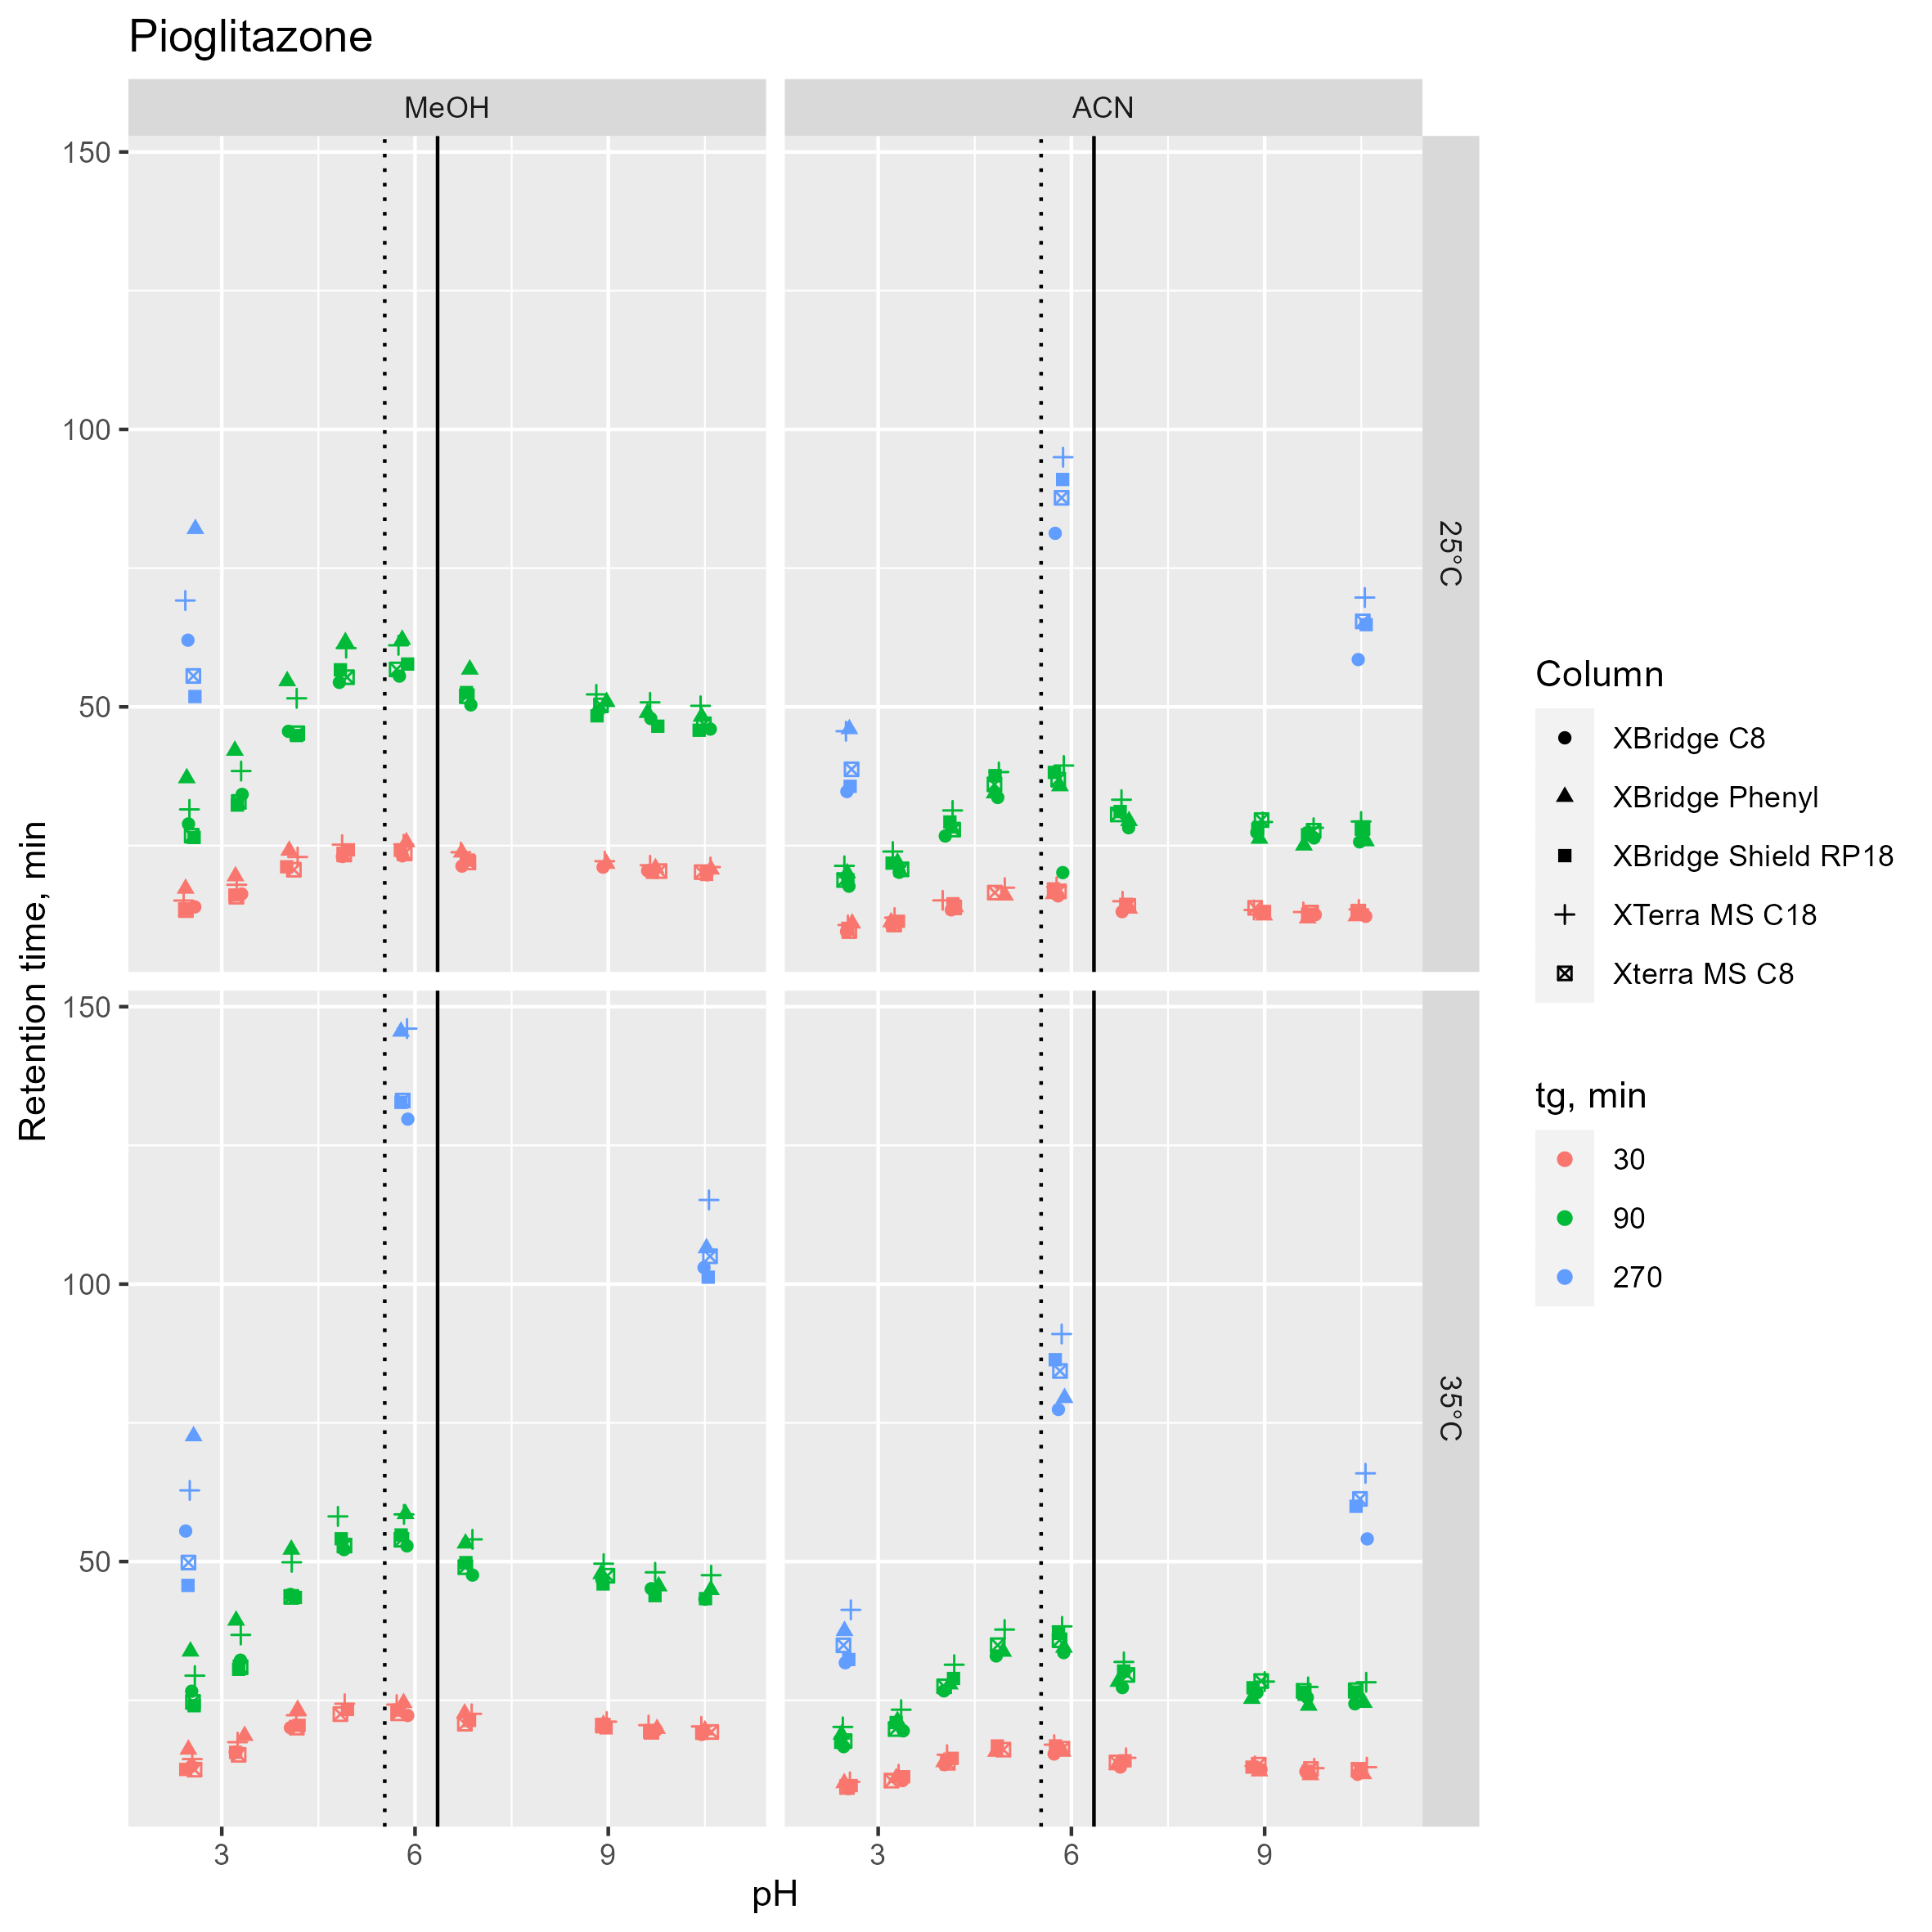 Pioglitazone
MeOH
ACN
150
100
50
25°C
150
100
50
35°C
Retention time, min
3
6
9
3
6
9
pH
Column
XBridge C8
XBridge Phenyl
XBridge Shield RP18
XTerra MS C18
Xterra MS C8
tg, min
30
90
270